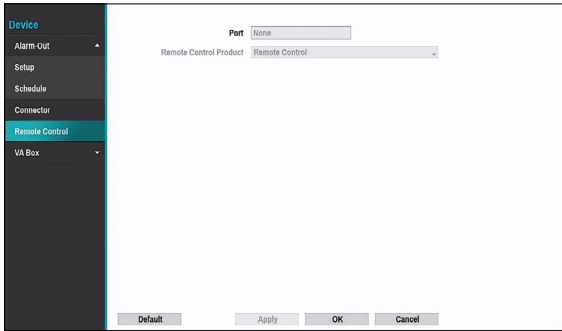 Device
Alarm-Out
Setup
Schedule
Connector
Remote Control
VA Box
Port None
Remote Control Product Remote Control
Default Apply OK Cancel